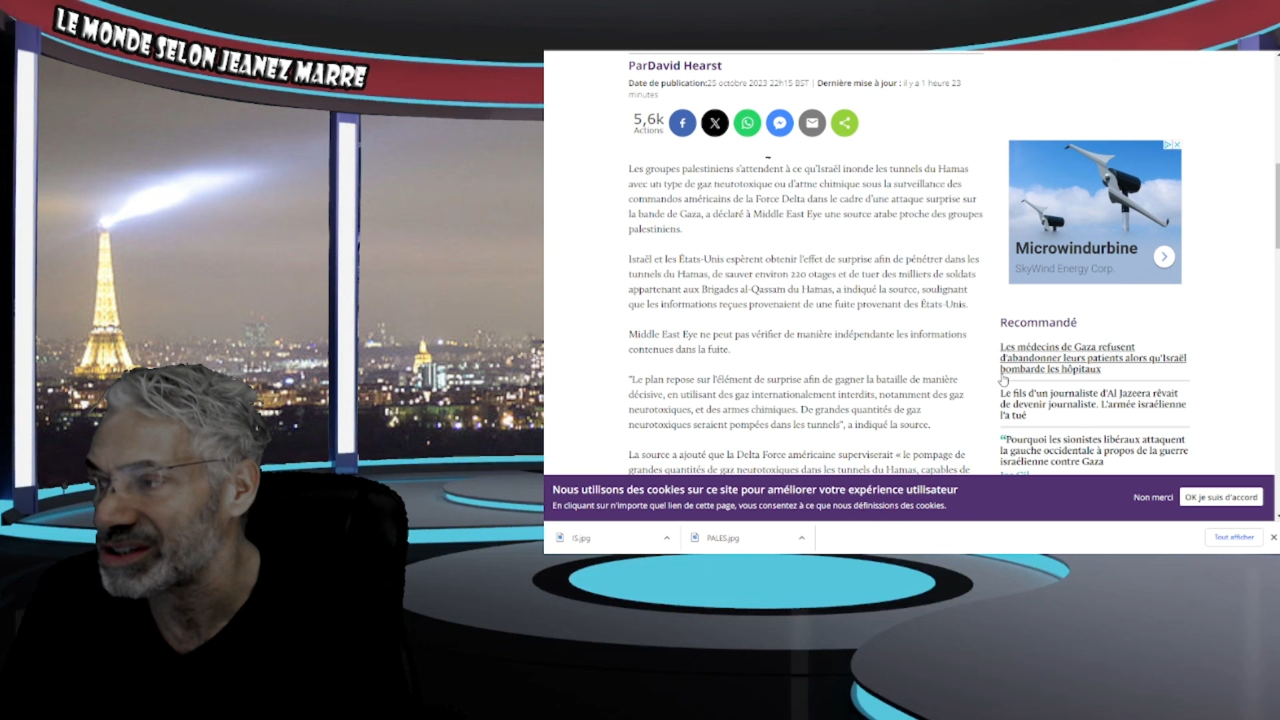 LE MONDE SELON JEANEZ MARRE
ParDavid Hearst
Date de publication:25 octobre 2023 22h15 BST | Dernière mise à jour : il y a 1 heure 23
minutes
5,6k
Actions
Les groupes palestiniens s'attendent à ce qu'Israël inonde les tunnels du Hamas
avec un type de gaz neurotoxique ou d'arme chimique sous la surveillance des
commandos américains de la Force Delta dans le cadre d'une attaque surprise sur
la bande de Gaza, a déclaré à Middle East Eye une source arabe proche des groupes
palestiniens.
Israël et les États-Unis espèrent obtenir l'effet de surprise afin de pénétrer dans les
tunnels du Hamas, de sauver environ 220 otages et de tuer des milliers de soldats
appartenant aux Brigades al-Qassam du Hamas, a indiqué la source, soulignant
que les informations reçues provenaient de une fuite provenant des États-Unis.
Middle East Eye ne peut pas vérifier de manière indépendante les informations
contenues dans la fuite.
"Le plan repose sur l'élément de surprise afin de gagner la bataille de manière
décisive, en utilisant des gaz internationalement interdits, notamment des gaz
neurotoxiques, et des armes chimiques. De grandes quantités de gaz
neurotoxiques seraient pompées dans les tunnels", a indiqué la source.
La source a ajouté que la Delta Force américaine superviserait « le pompage de
grandes quantités de gaz neurotoxiques dans les tunnels du Hamas, capables de
Microwindurbine
SkyWind Energy Corp.
Recommandé
Les médecins de Gaza refusent
d'abandonner leurs patients alors qu'Israël
bombarde les hôpitaux
Le fils d'un journaliste d'Al Jazeera rêvait
de devenir journaliste. L'armée israélienne
l'a tué
“Pourquoi les sionistes libéraux attaquent
la gauche occidentale à propos de la guerre
israélienne contre Gaza
Nous utilisons des cookies sur ce site pour améliorer votre expérience utilisateur
En cliquant sur n'importe quel lien de cette page, vous consentez à ce que nous définissions des cookies.
Non merci
OK je suis d'accord
IS.jpg
PALES.jpg
Tout afficher